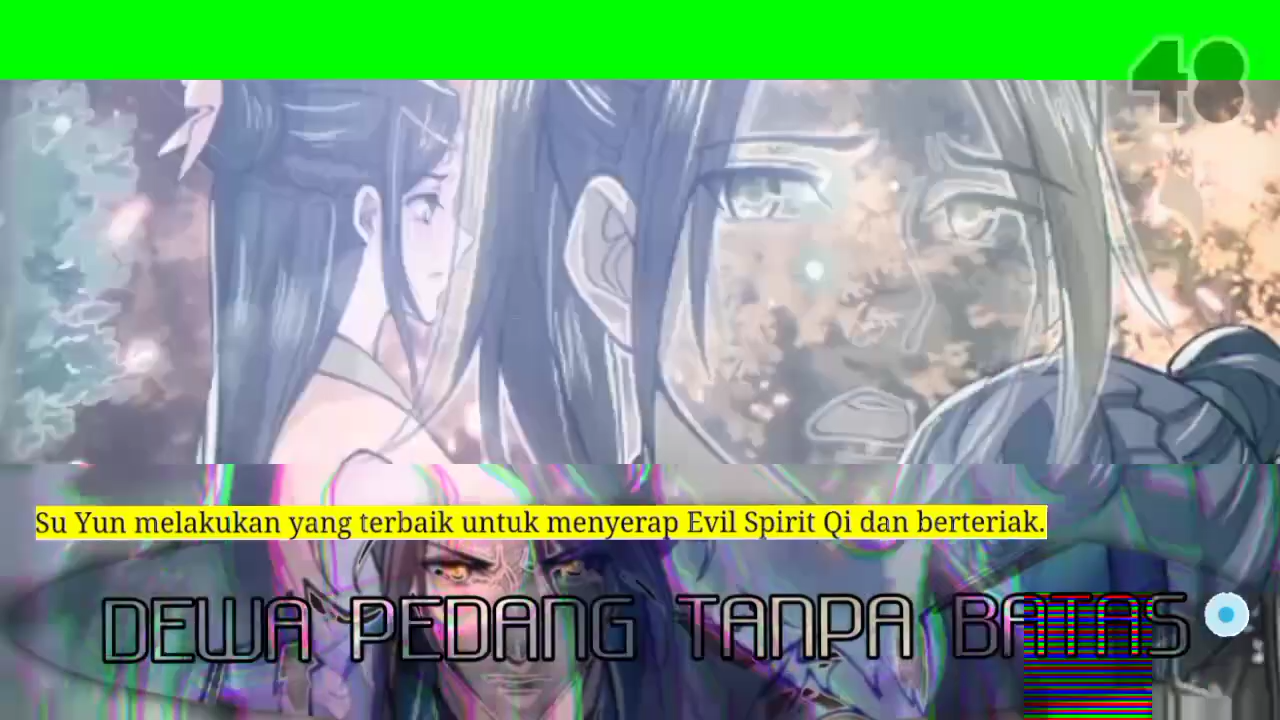 48
Su Yun melakukan yang terbaik untuk menyerap Evil Spirit Qi dan berteriak.
DEWA PEDANG TANPA BATAS